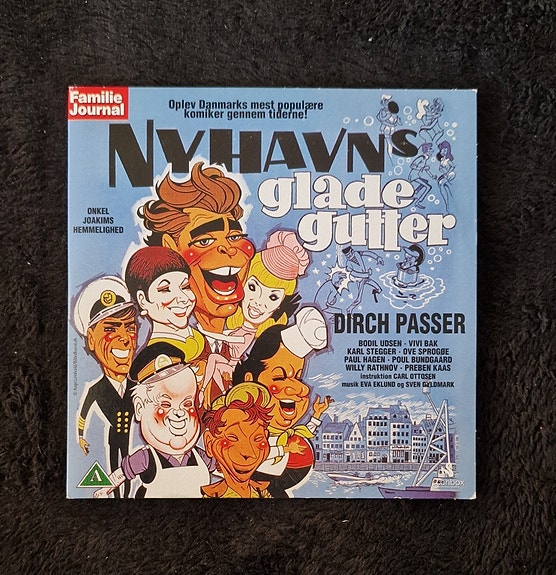 Familie
Journal
Oplev Danmarks mest populære
komiker gennem tiderne!
NYHAVNs
glade
gutter
ONKEL
JOAKIMS
HEMMELIGHED
DIRCH PASSER
BODIL UDSEN - VIVI BAK
KARL STEGGER - OVE SPROGØE
PAUL HAGEN - POUL BUNDGAARD
WILLY RATHNOV - PREBEN KAAS
instruktion CARL OTTOSEN
musik EVA EKLUND og SVEN GYLDMARK
A